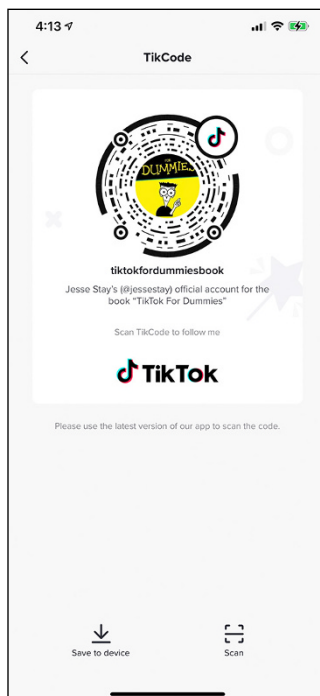 4:13
TikCode
FOR
DUMMIES
tiktokfordummiesbook
Jesse Stay's (@jessestay) official account for the
book "TikTok For Dummies"
Scan TikCode to follow me
TikTok
Please use the latest version of our app to scan the code.
Save to device
Scan